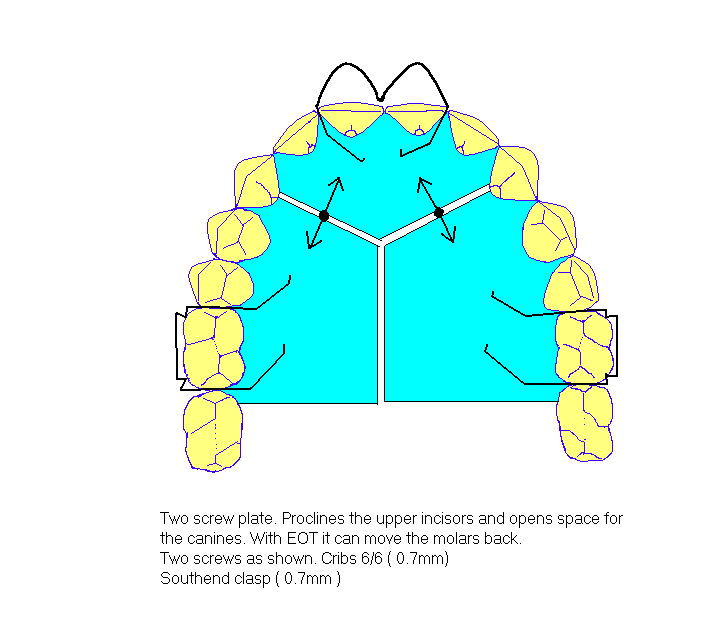 Two screw plate. Proclines the upper incisors and opens space for
the canines. With EOT it can move the molars back.
Two screws as shown. Cribs 6/6 ( 0.7mm)
Southend clasp ( 0.7mm )